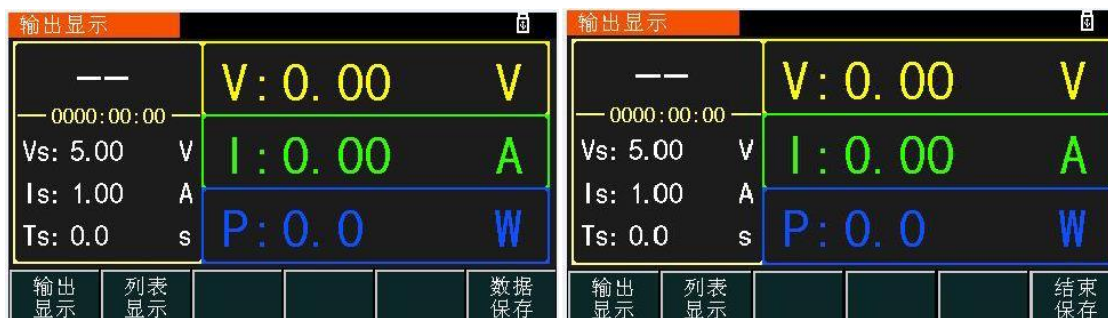 输出显示
--
0000:00:00
Vs: 5.00 V
Is: 1.00 A
Ts: 0.0 s
V: 0.00 V
I: 0.00 A
P: 0.0 W
输出
显示
列表
显示
数据
保存
输出显示
--
0000:00:00
Vs: 5.00 V
Is: 1.00 A
Ts: 0.0 s
V: 0.00 V
I: 0.00 A
P: 0.0 W
输出
显示
列表
显示
结束
保存